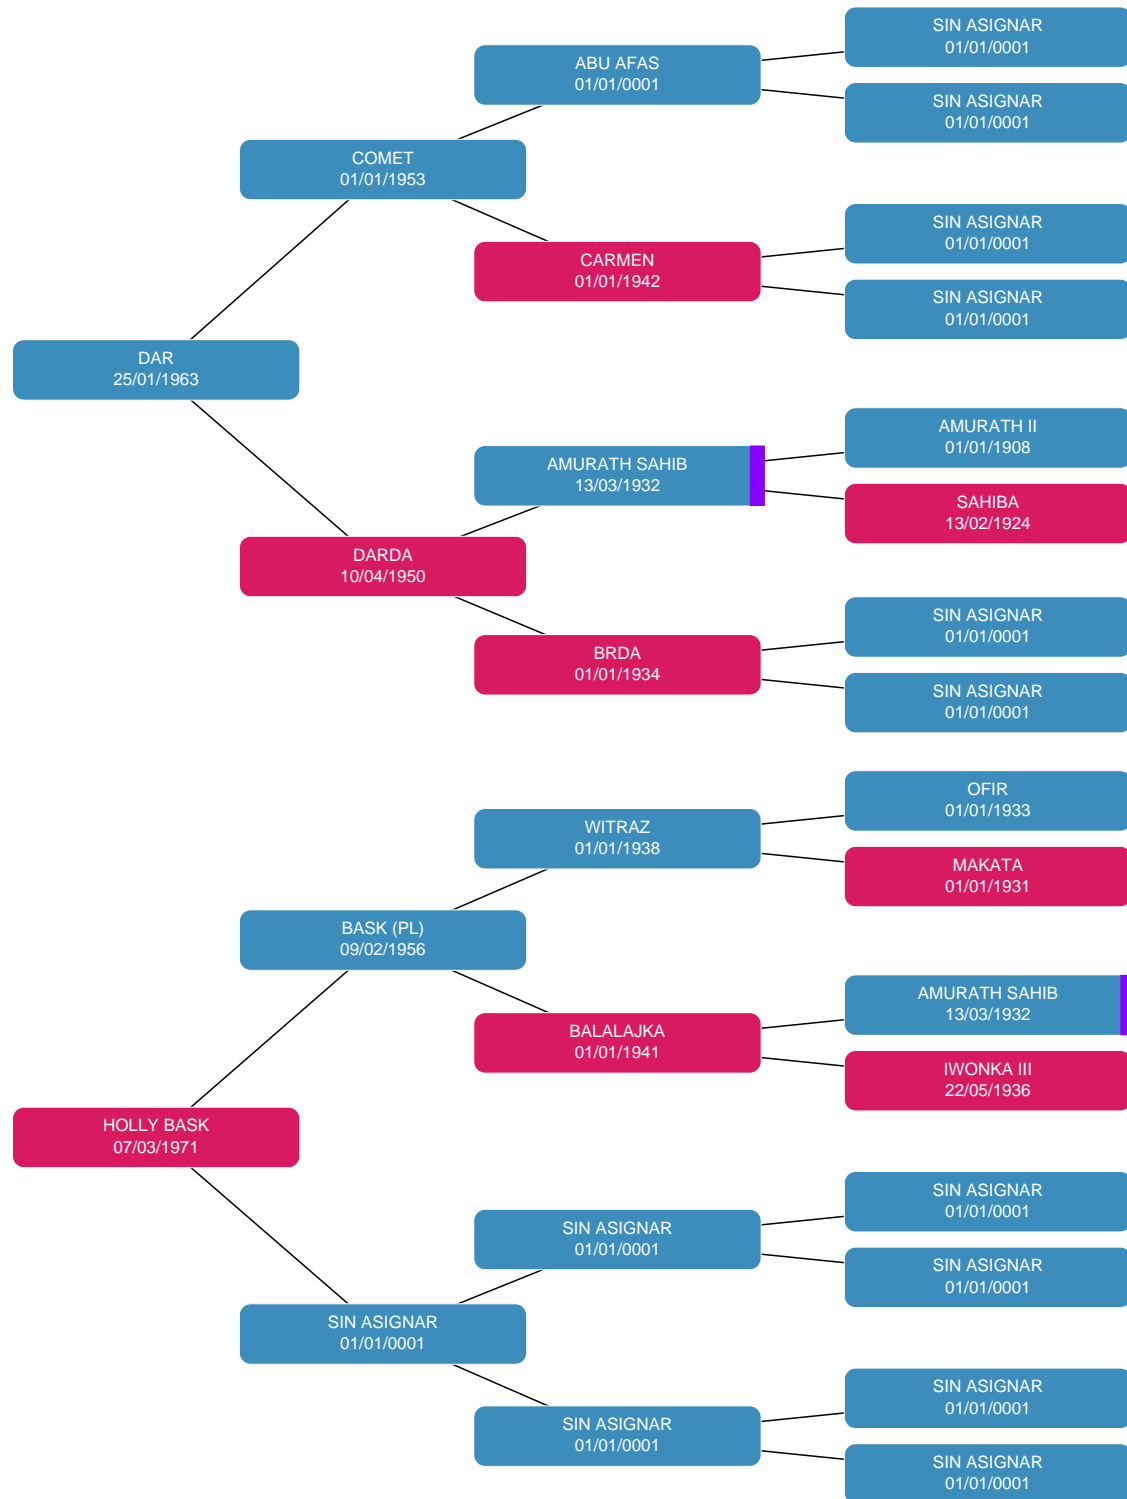 SIN ASIGNAR
01/01/0001
ABU AFAS
01/01/0001
SIN ASIGNAR
01/01/0001
COMET
01/01/1953
SIN ASIGNAR
01/01/0001
CARMEN
01/01/1942
SIN ASIGNAR
01/01/0001
DAR
25/01/1963
AMURATH II
01/01/1908
AMURATH SAHIB
13/03/1932
SAHIBA
13/02/1924
DARDA
10/04/1950
SIN ASIGNAR
01/01/0001
BRDA
01/01/1934
SIN ASIGNAR
01/01/0001
OFIR
01/01/1933
WITRAZ
01/01/1938
MAKATA
01/01/1931
BASK (PL)
09/02/1956
AMURATH SAHIB
13/03/1932
BALALAJKA
01/01/1941
IWONKA III
22/05/1936
HOLLY BASK
07/03/1971
SIN ASIGNAR
01/01/0001
SIN ASIGNAR
01/01/0001
SIN ASIGNAR
01/01/0001
SIN ASIGNAR
01/01/0001
SIN ASIGNAR
01/01/0001
SIN ASIGNAR
01/01/0001
SIN ASIGNAR
01/01/0001